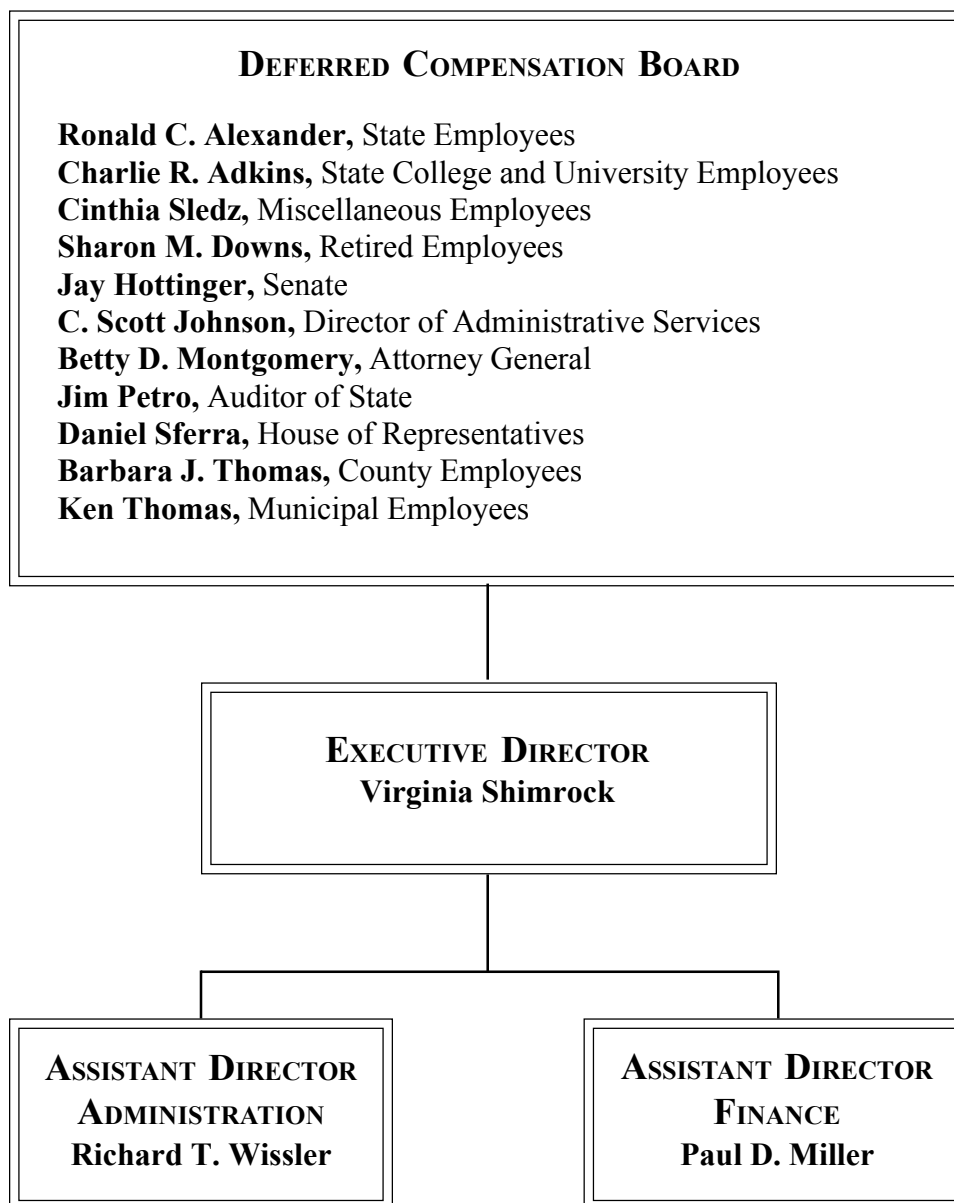 DEFERRED COMPENSATION BOARD
Ronald C. Alexander, State Employees
Charlie R. Adkins, State College and University Employees
Cinthia Sledz, Miscellaneous Employees
Sharon M. Downs, Retired Employees
Jay Hottinger, Senate
C. Scott Johnson, Director of Administrative Services
Betty D. Montgomery, Attorney General
Jim Petro, Auditor of State
Daniel Sferra, House of Representatives
Barbara J. Thomas, County Employees
Ken Thomas, Municipal Employees
EXECUTIVE DIRECTOR
Virginia Shimrock
ASSISTANT DIRECTOR
ADMINISTRATION
Richard T. Wissler
ASSISTANT DIRECTOR
FINANCE
Paul D. Miller